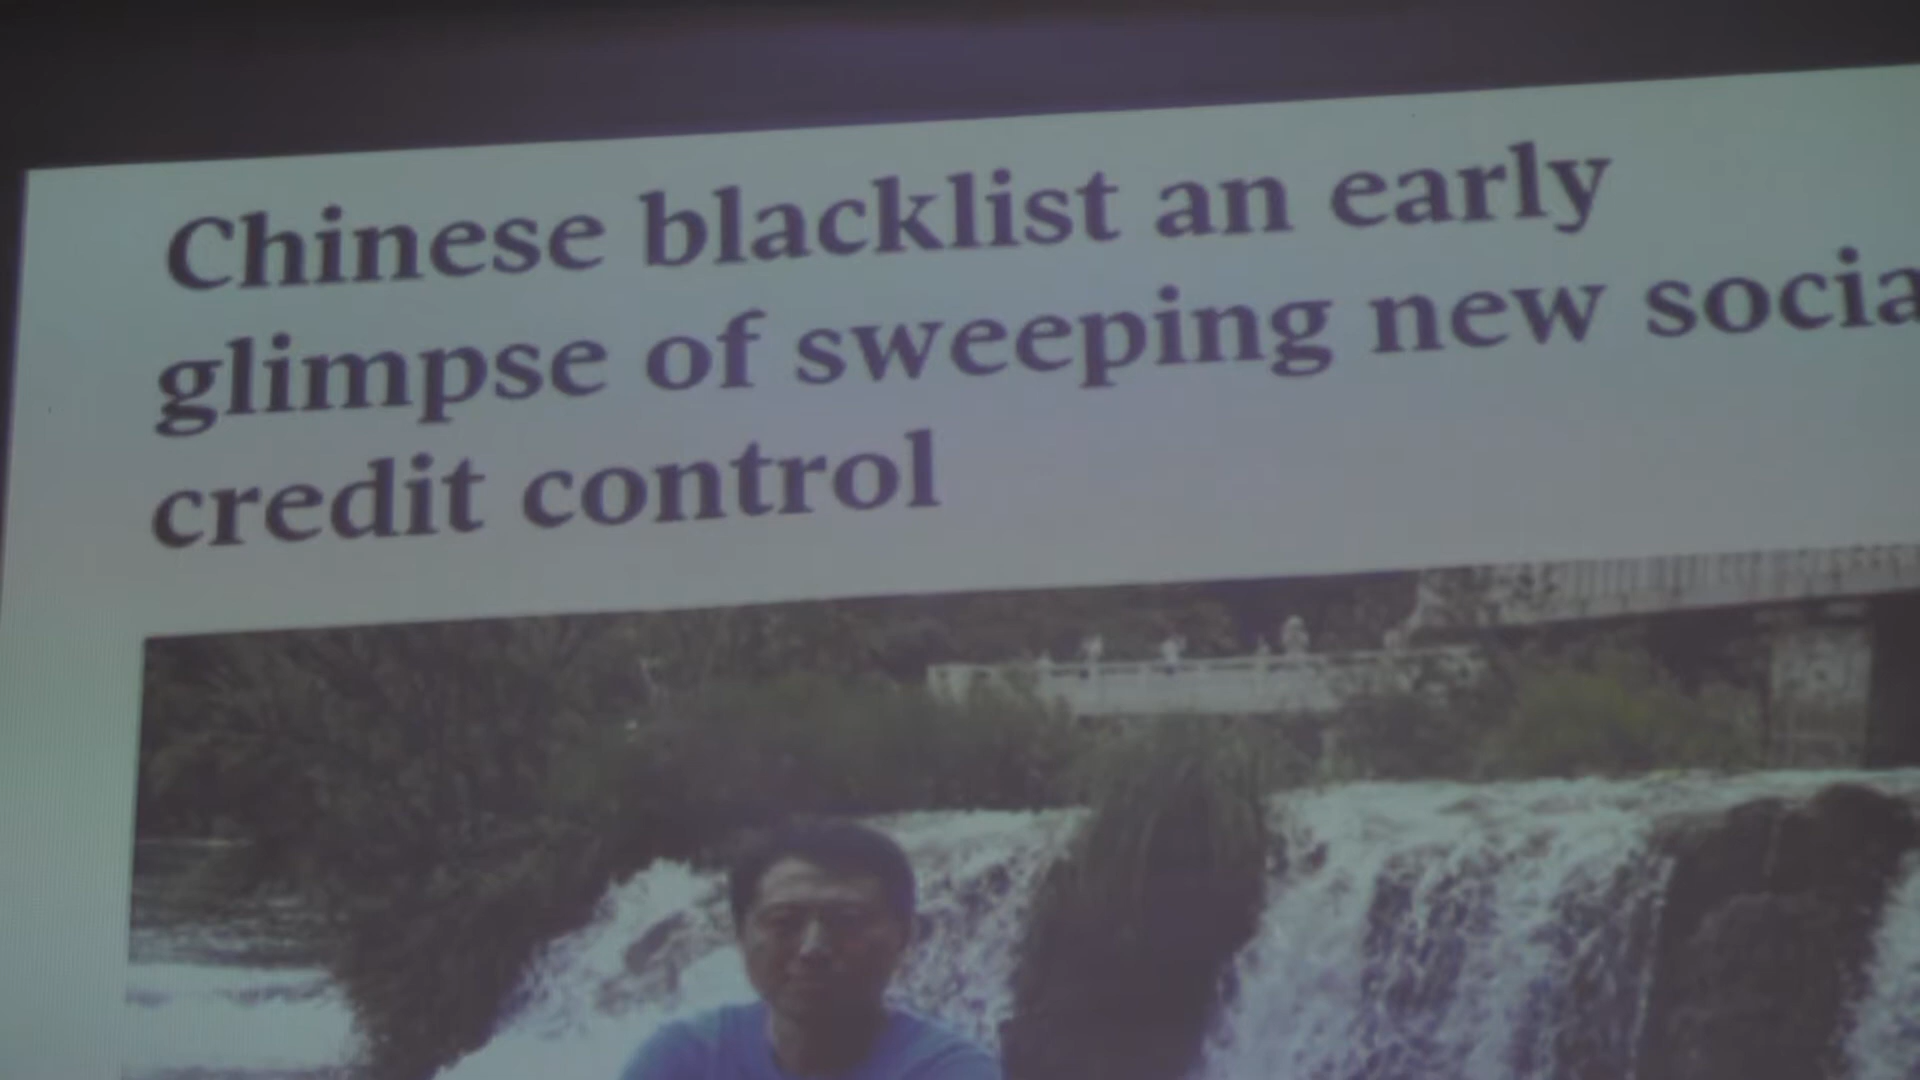 Chinese blacklist an early
glimpse of sweeping new socia
credit control